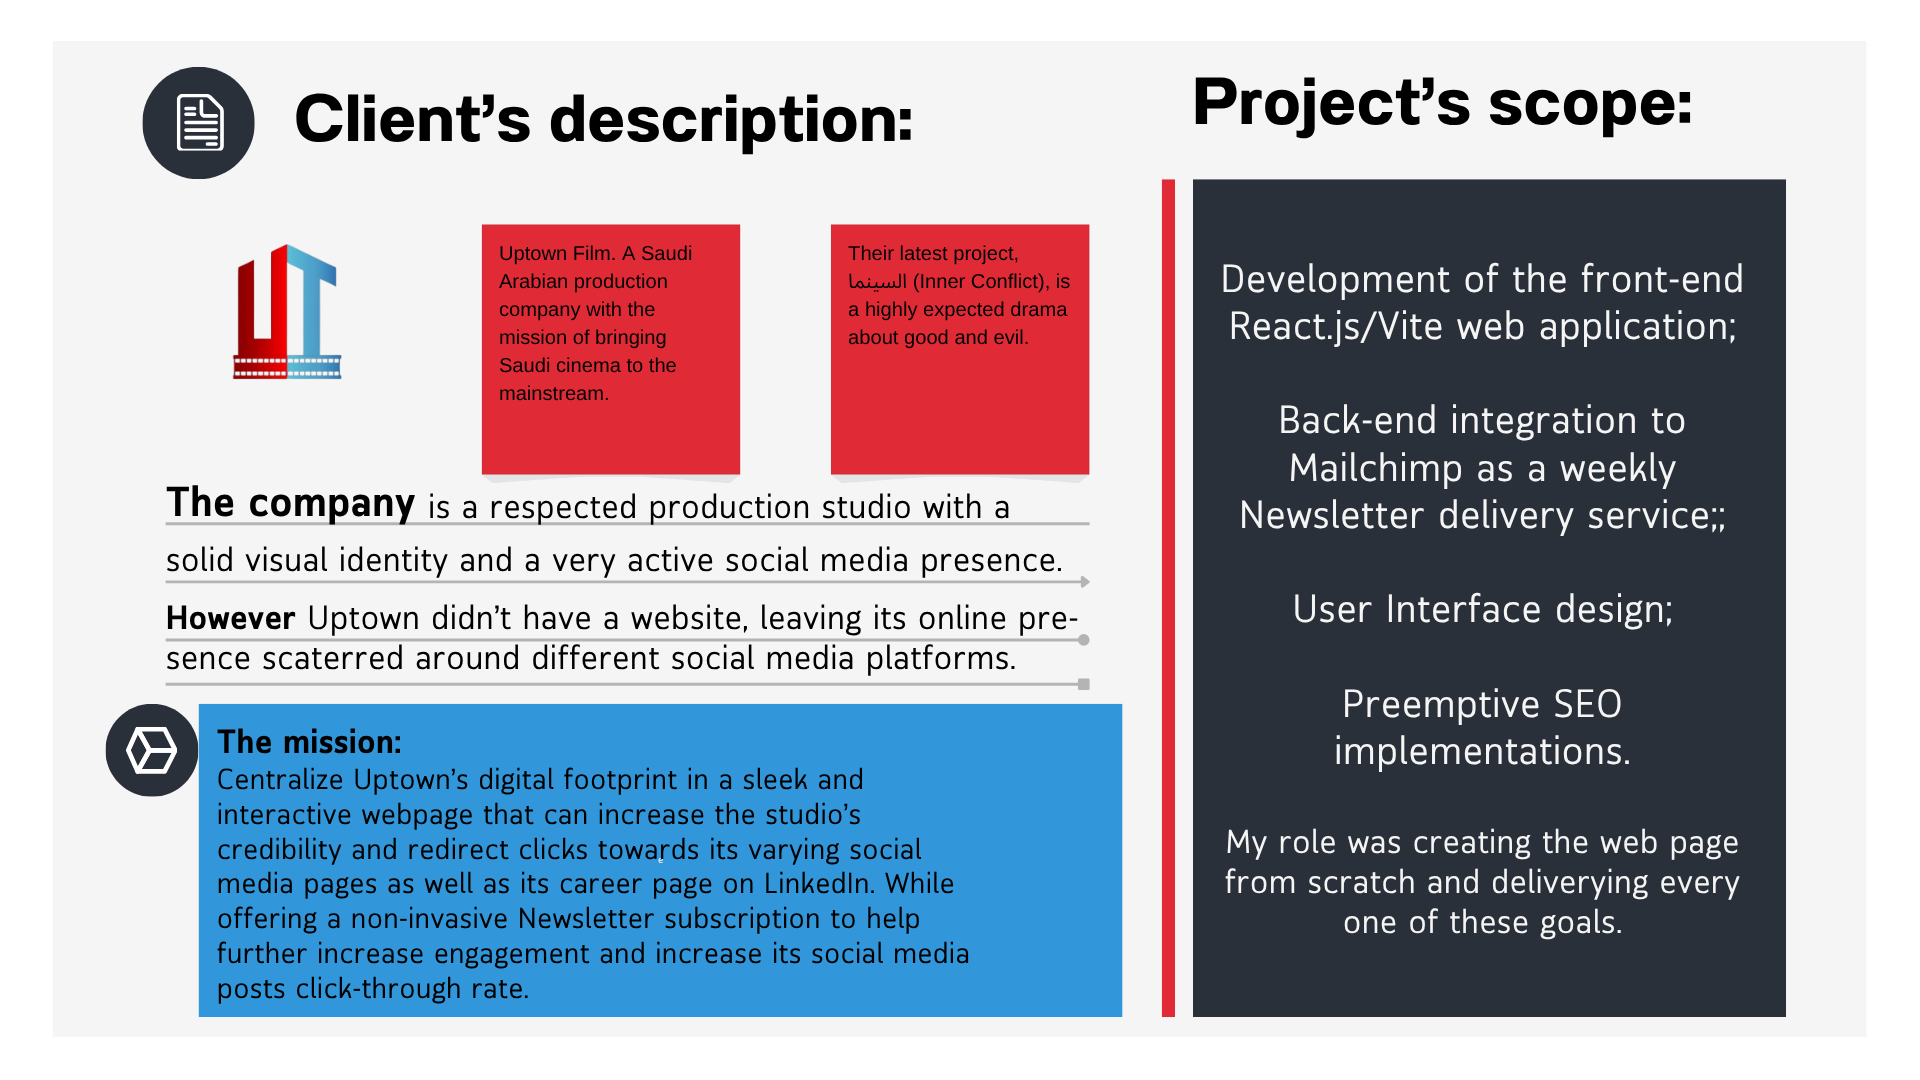 Client’s description:
UT
Uptown Film. A Saudi
Arabian production
company with the
mission of bringing
Saudi cinema to the
mainstream.
Their latest project,
السينما (Inner Conflict), is
a highly expected drama
about good and evil.
The company is a respected production studio with a
solid visual identity and a very active social media presence.
However Uptown didn’t have a website, leaving its online pre-
sence scaterred around different social media platforms.
The mission:
Centralize Uptown’s digital footprint in a sleek and
interactive webpage that can increase the studio’s
credibility and redirect clicks towards its varying social
media pages as well as its career page on LinkedIn. While
offering a non-invasive Newsletter subscription to help
further increase engagement and increase its social media
posts click-through rate.
Project’s scope:
Development of the front-end
React.js/Vite web application;
Back-end integration to
Mailchimp as a weekly
Newsletter delivery service;;
User Interface design;
Preemptive SEO
implementations.
My role was creating the web page
from scratch and deliverying every
one of these goals.